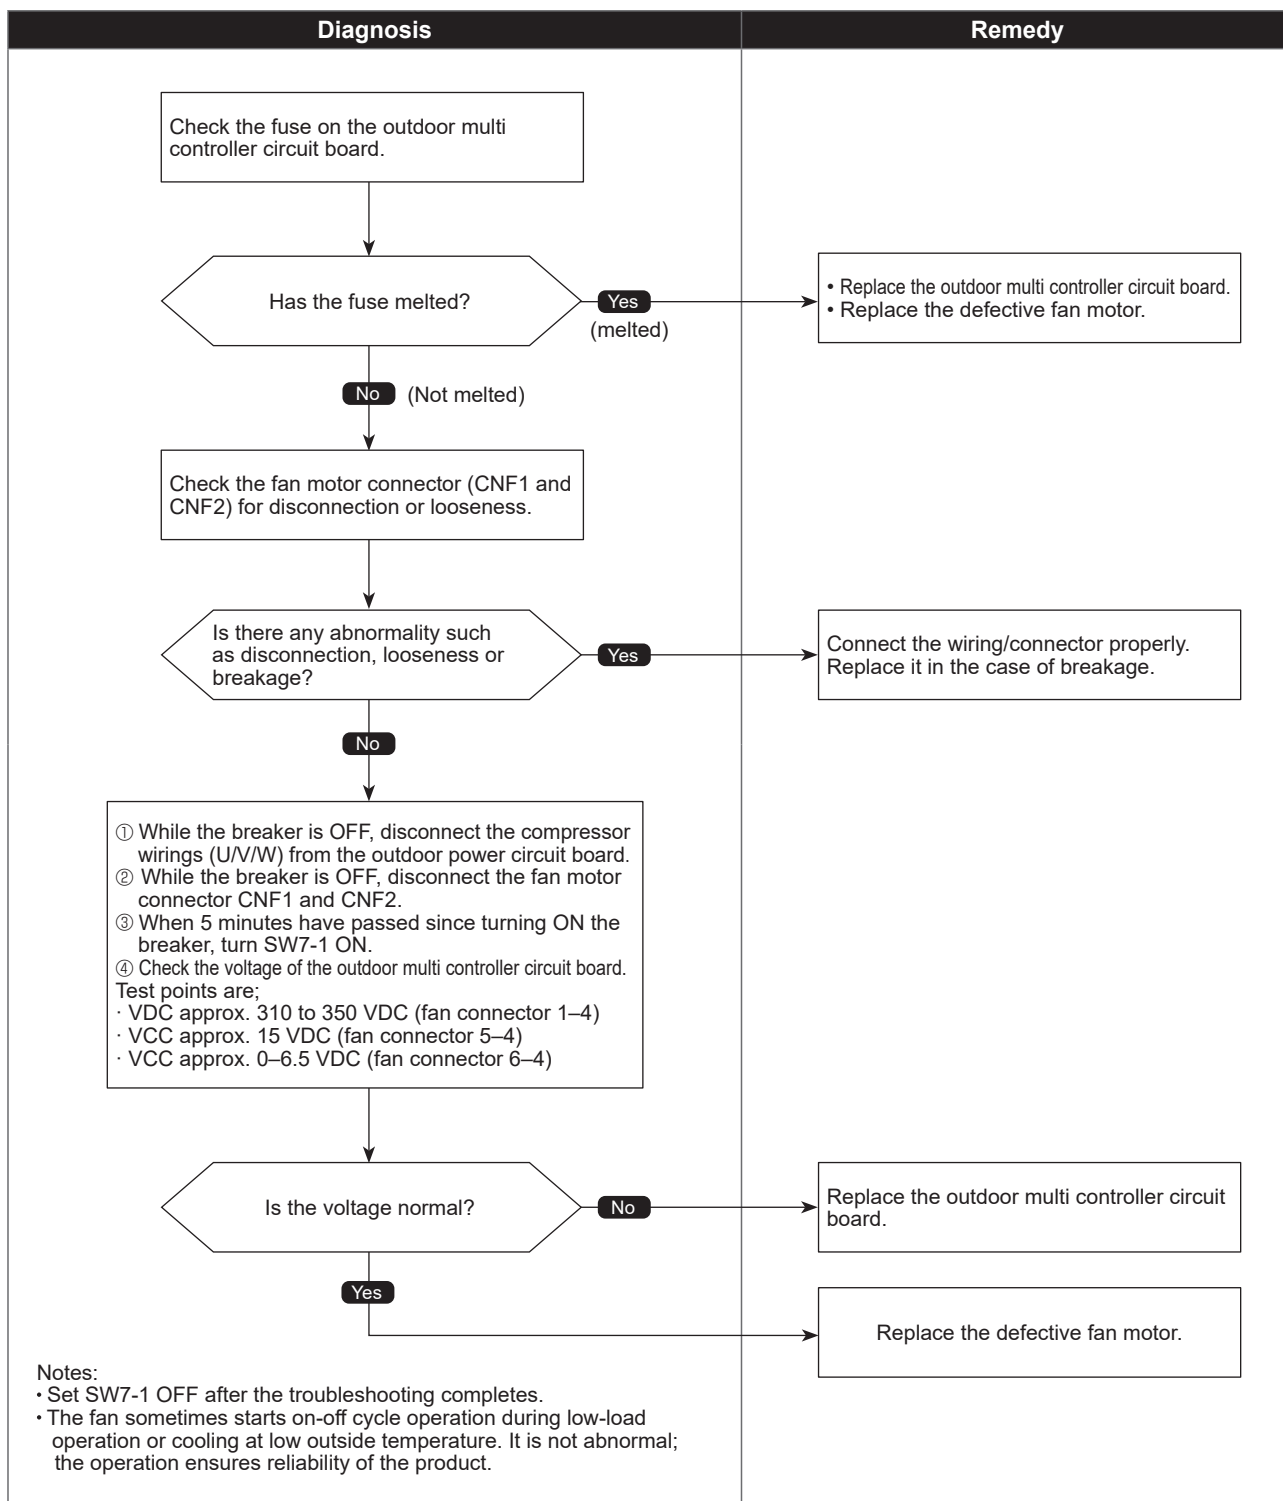 Diagnosis
Remedy
Check the fuse on the outdoor multi
controller circuit board.
Has the fuse melted?
Yes
(melted)
• Replace the outdoor multi controller circuit board.
• Replace the defective fan motor.
No (Not melted)
Check the fan motor connector (CNF1 and
CNF2) for disconnection or looseness.
Is there any abnormality such
as disconnection, looseness or
breakage?
Yes
Connect the wiring/connector properly.
Replace it in the case of breakage.
No
① While the breaker is OFF, disconnect the compressor
wirings (U/V/W) from the outdoor power circuit board.
② While the breaker is OFF, disconnect the fan motor
connector CNF1 and CNF2.
③ When 5 minutes have passed since turning ON the
breaker, turn SW7-1 ON.
④ Check the voltage of the outdoor multi controller circuit board.
Test points are;
· VDC approx. 310 to 350 VDC (fan connector 1–4)
· VCC approx. 15 VDC (fan connector 5–4)
· VCC approx. 0–6.5 VDC (fan connector 6–4)
Is the voltage normal?
No
Replace the outdoor multi controller circuit
board.
Yes
Replace the defective fan motor.
Notes:
• Set SW7-1 OFF after the troubleshooting completes.
• The fan sometimes starts on-off cycle operation during low-load
operation or cooling at low outside temperature. It is not abnormal;
the operation ensures reliability of the product.